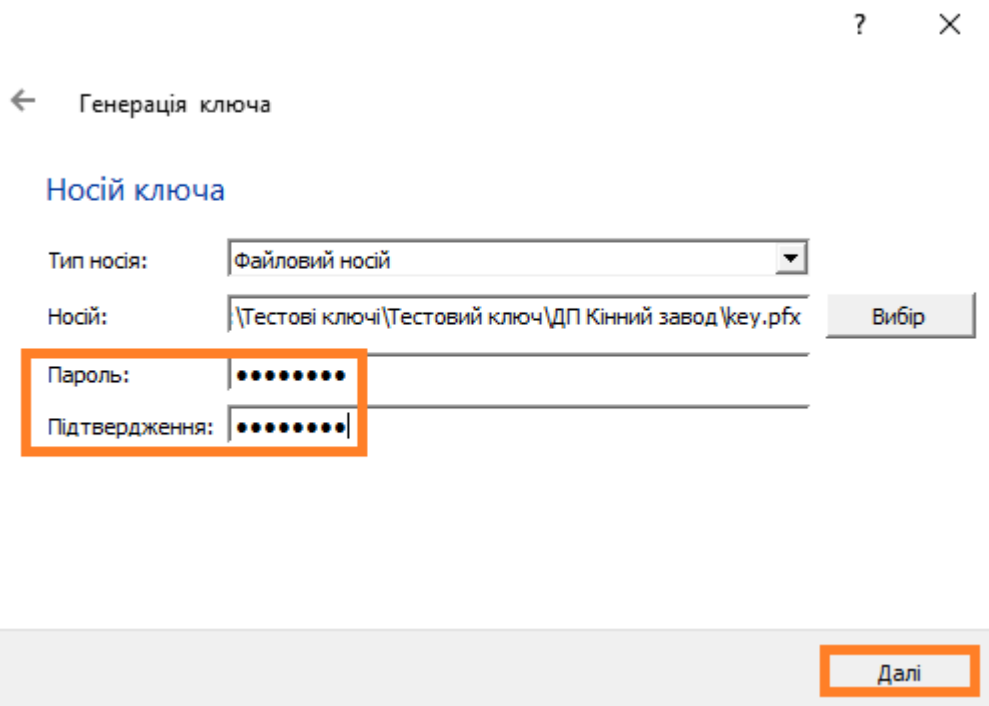 ?
Генерація ключа
Носій ключа
Тип носія: Файловий носій
Носій: :\Тестові ключі\Тестовий ключ\ДП Кінний завод\key.pfx Вибір
Пароль: ••••••••
Підтвердження: ••••••••
Далі